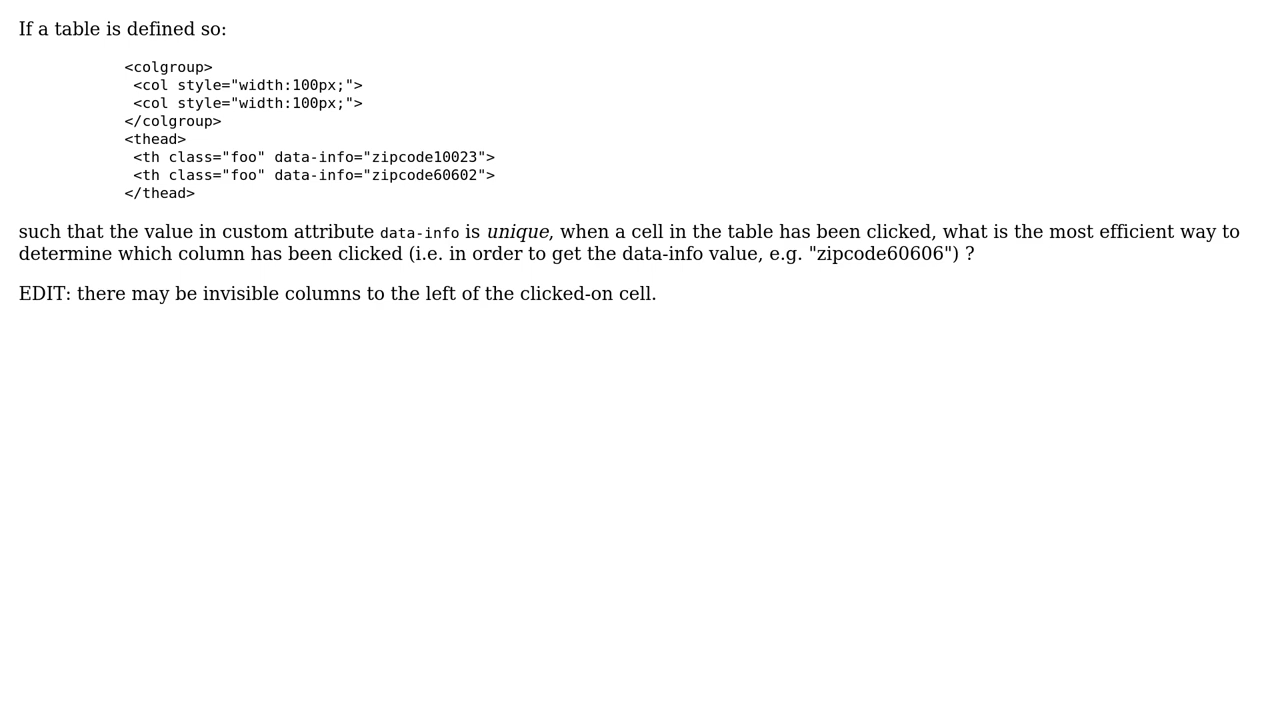 If a table is defined so:
<colgroup>
<col style="width:100px;">
<col style="width:100px;">
</colgroup>
<thead>
<th class="foo" data-info="zipcode10023">
<th class="foo" data-info="zipcode60602">
</thead>
such that the value in custom attribute data-info is unique, when a cell in the table has been clicked, what is the most efficient way to
determine which column has been clicked (i.e. in order to get the data-info value, e.g. "zipcode60606") ?
EDIT: there may be invisible columns to the left of the clicked-on cell.